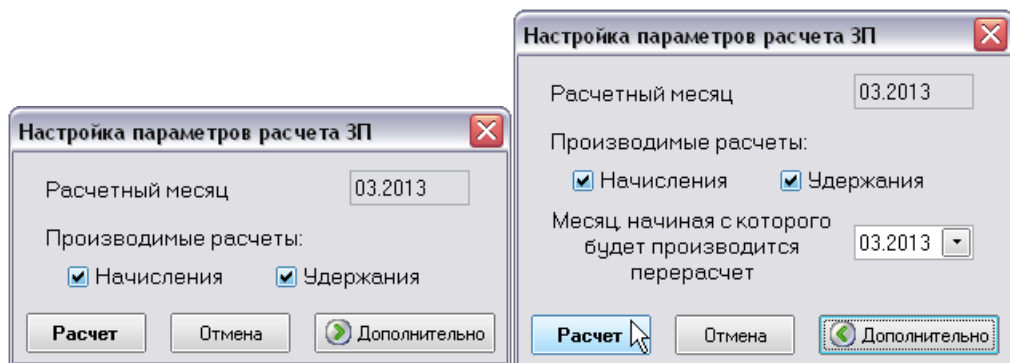 Настройка параметров расчета ЗП
Расчетный месяц 03.2013
Производимые расчеты:
Начисления Удержания
Расчет Отмена Дополнительно
Настройка параметров расчета ЗП
Расчетный месяц 03.2013
Производимые расчеты:
Начисления Удержания
Месяц, начиная с которого
будет производится
перерасчет
03.2013
Расчет Отмена Дополнительно